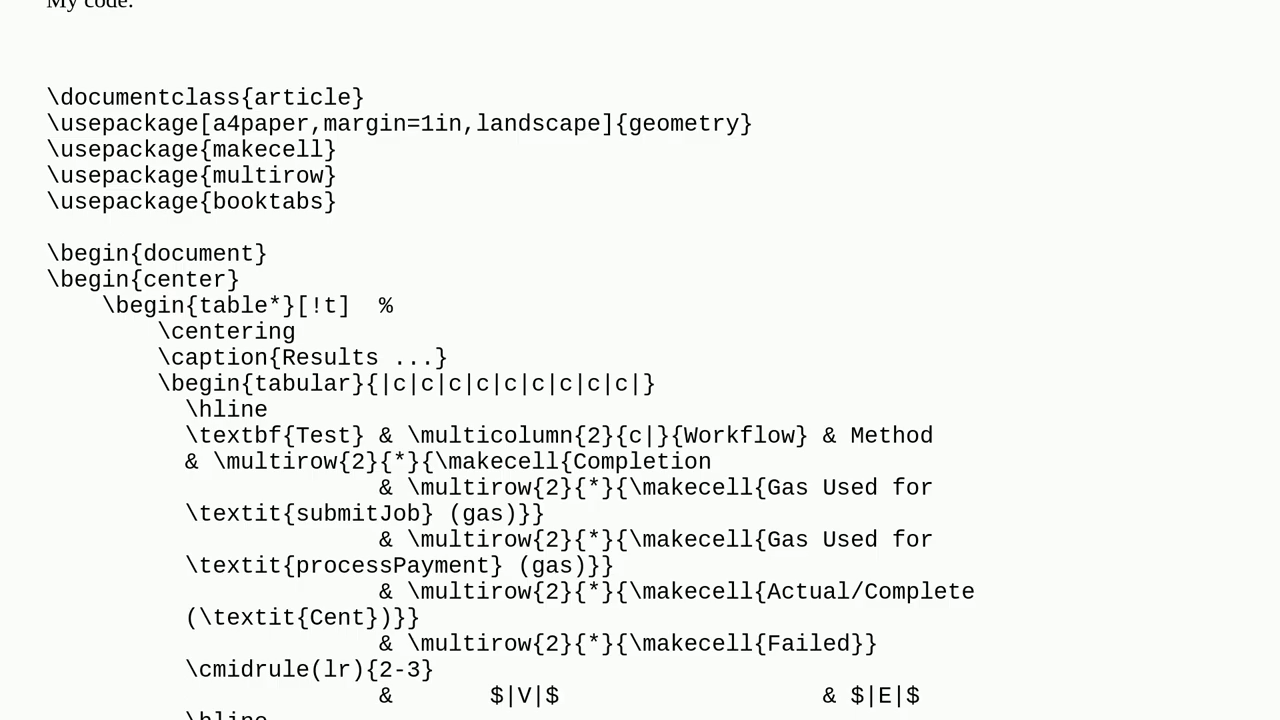 My code:
\documentclass{article}
\usepackage[a4paper,margin=1in,landscape]{geometry}
\usepackage{makecell}
\usepackage{multirow}
\usepackage{booktabs}
\begin{document}
\begin{center}
\begin{table*}[!t]  %
\centering
\caption{Results ...}
\begin{tabular}{|c|c|c|c|c|c|c|c|c|}
\hline
\textbf{Test} & \multicolumn{2}{c|}{Workflow} & Method
& \multirow{2}{*}{\makecell{Completion
& \multirow{2}{*}{\makecell{Gas Used for
\textit{submitJob} (gas)}}
& \multirow{2}{*}{\makecell{Gas Used for
\textit{processPayment} (gas)}}
& \multirow{2}{*}{\makecell{Actual/Complete
(\textit{Cent})}}
& \multirow{2}{*}{\makecell{Failed}}
\cmidrule(lr){2-3}
& $|V|$ & $|E|$
\hline